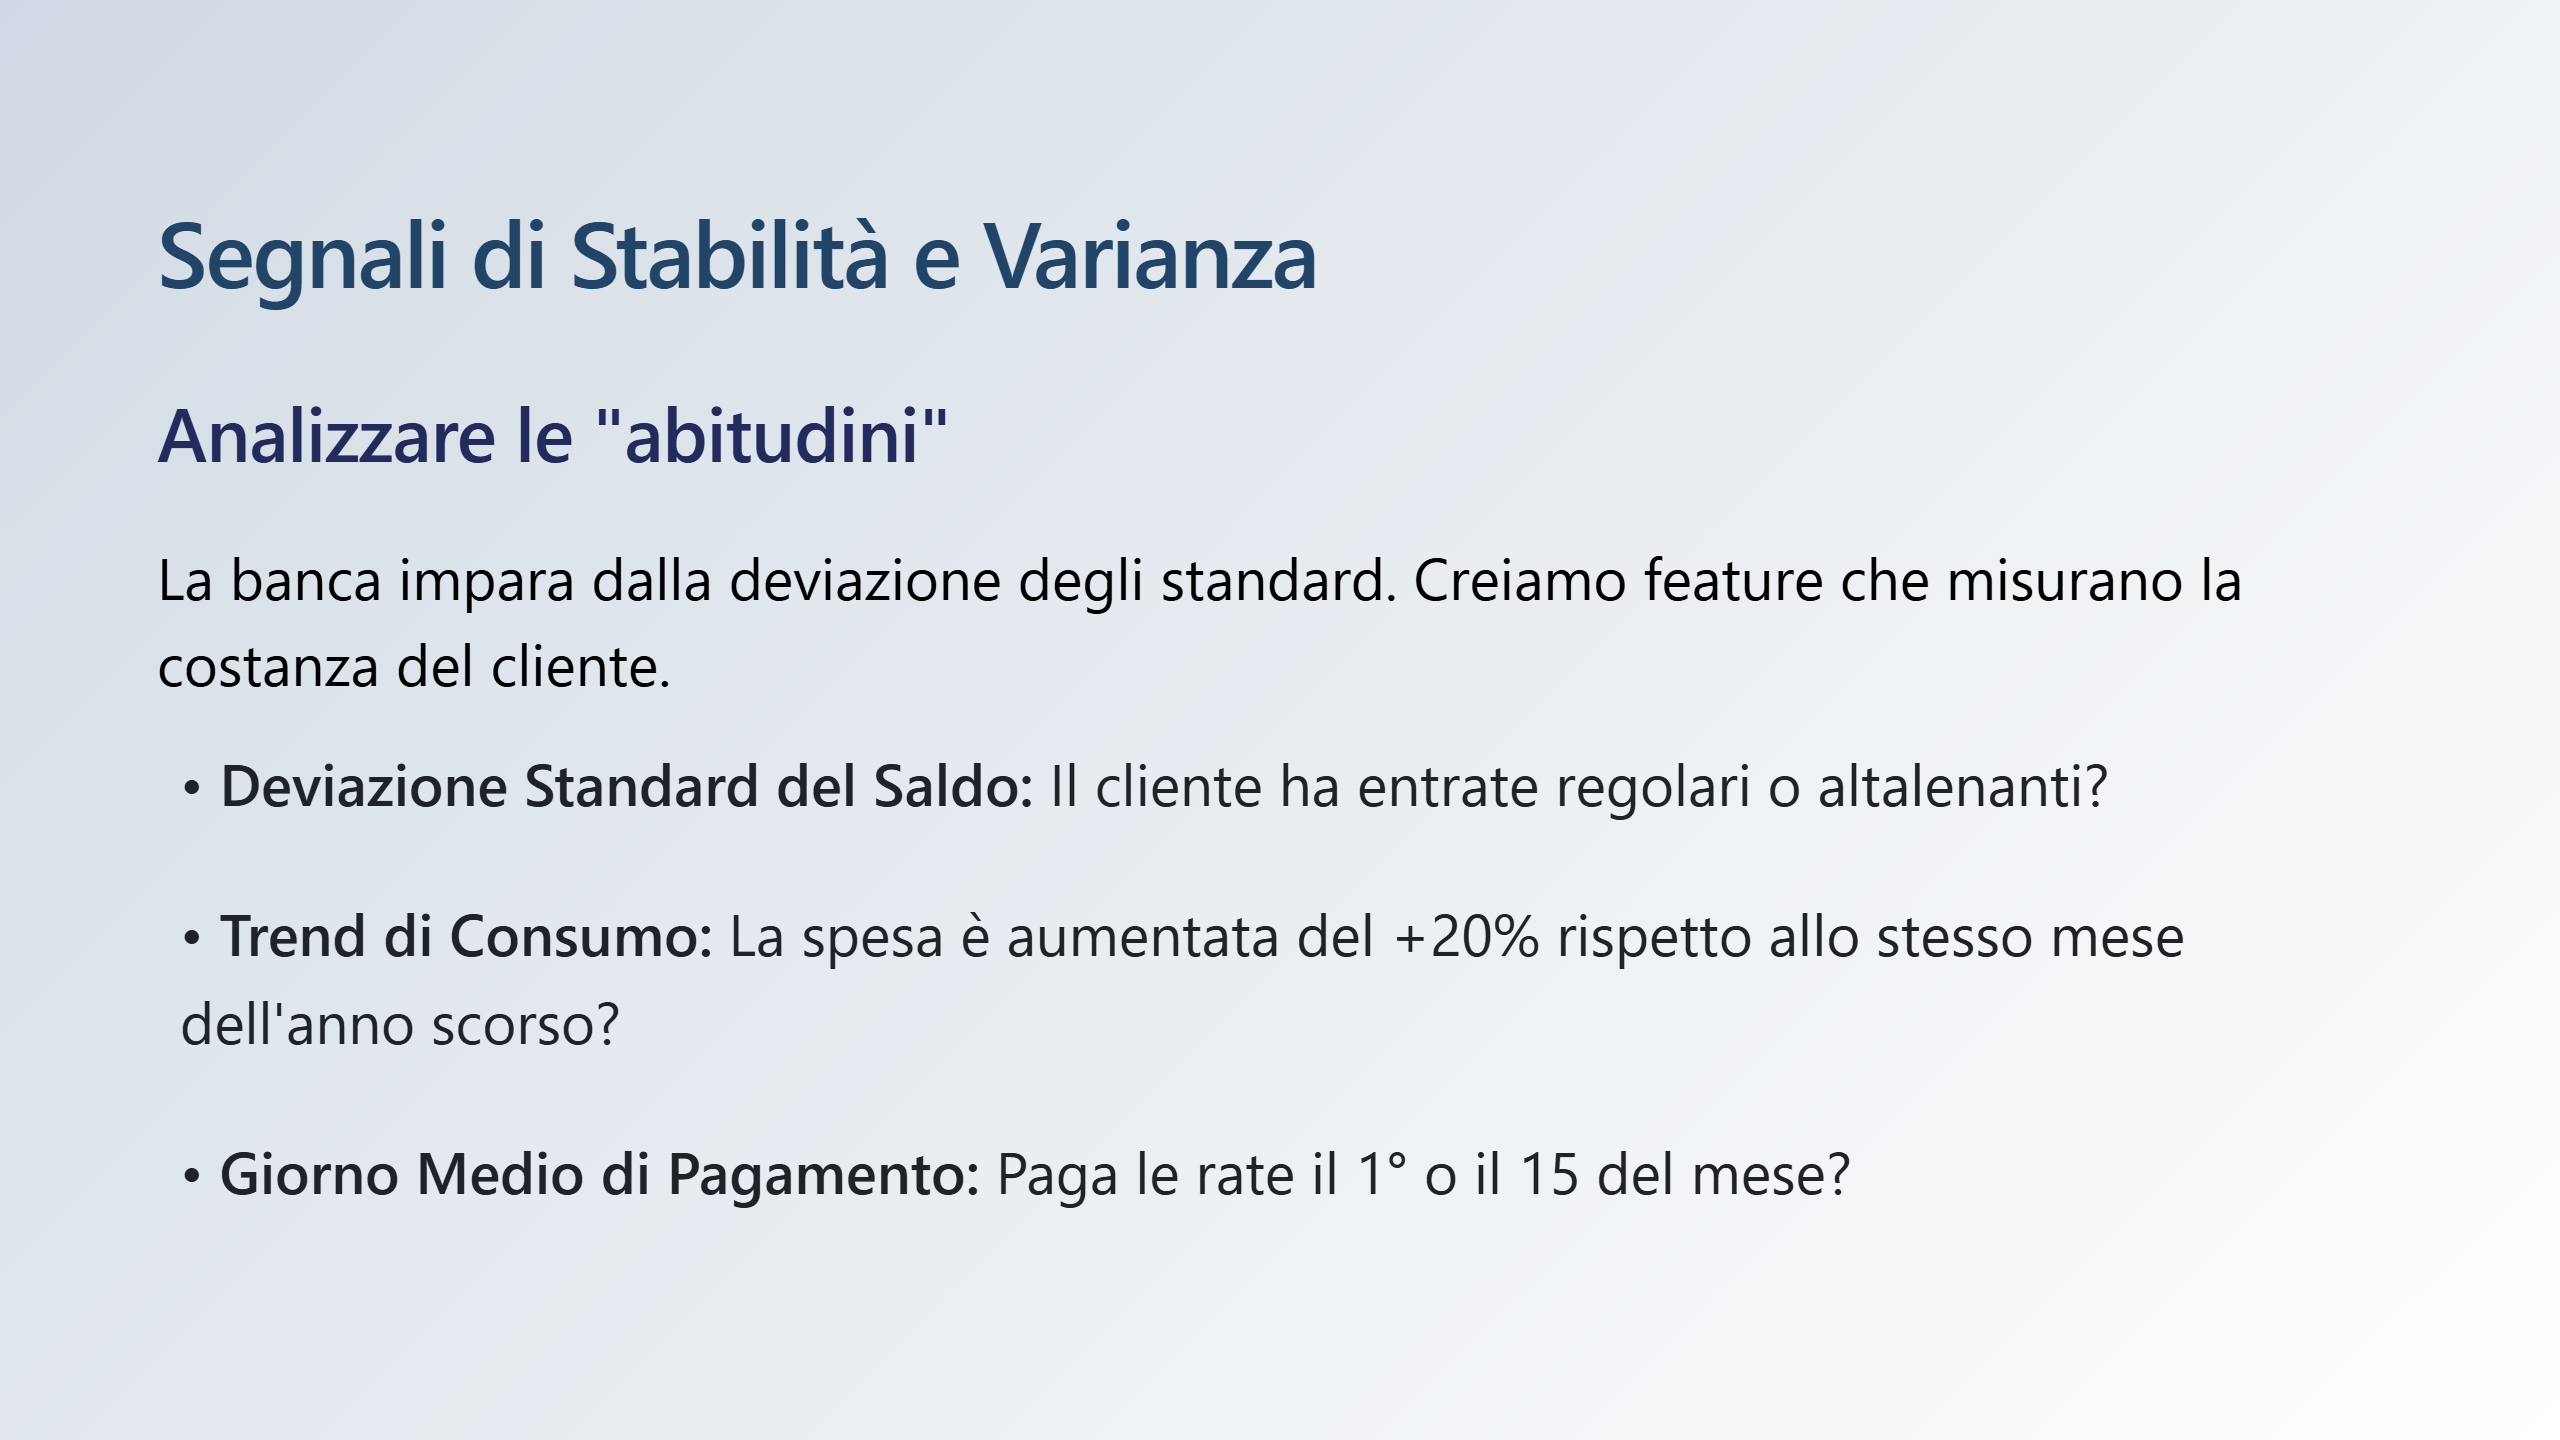 Segnali di Stabilità e Varianza
Analizzare le "abitudini"
La banca impara dalla deviazione degli standard. Creiamo feature che misurano la
costanza del cliente.
• Deviazione Standard del Saldo: Il cliente ha entrate regolari o altalenanti?
• Trend di Consumo: La spesa è aumentata del +20% rispetto allo stesso mese
dell'anno scorso?
• Giorno Medio di Pagamento: Paga le rate il 1° o il 15 del mese?